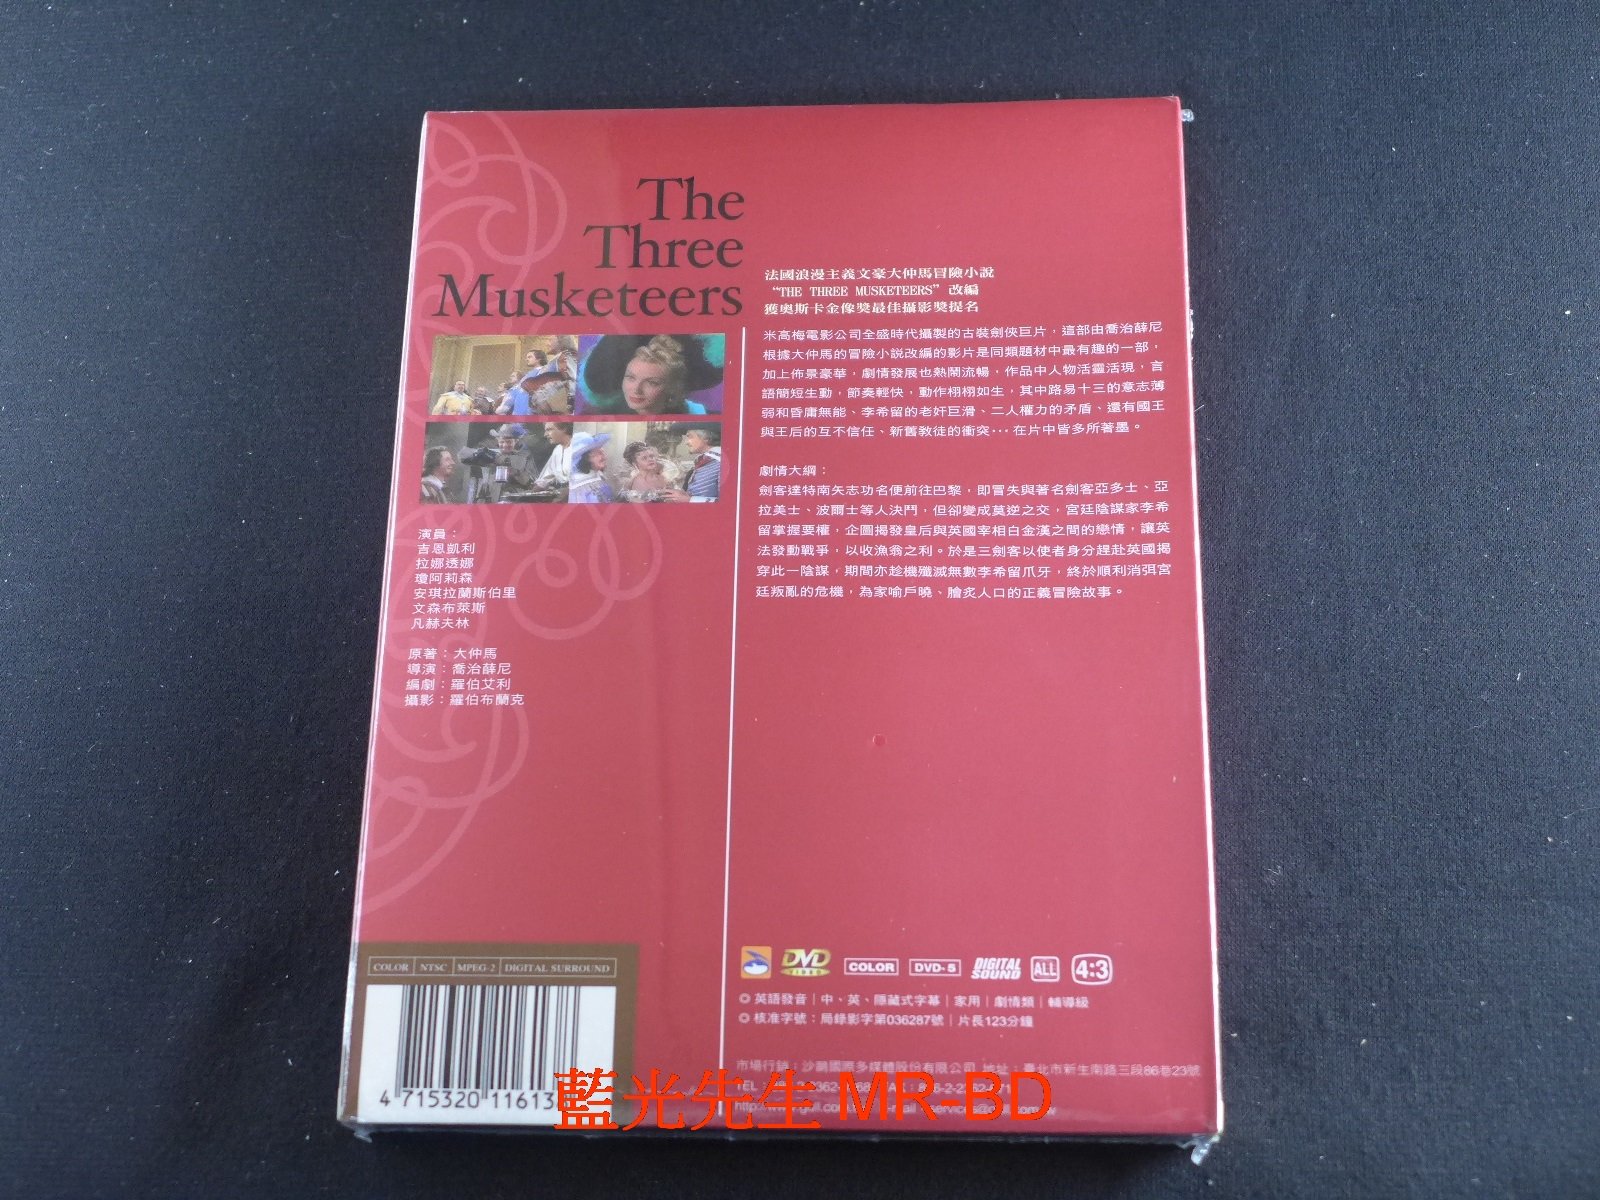 The
Three
Musketeers
法國浪漫主義文豪大仲馬冒險小說
“THE THREE MUSKETEERS” 改編
獲奧斯卡金像獎最佳攝影獎提名
米高梅電影公司全盛時代攝製的古裝劍俠巨片，這部由喬治薛尼
根據大仲馬的冒險小說改編的影片是同類題材中最有趣的一部，
加上佈景豪華，劇情發展也熱鬧流暢，作品中人物活靈活現，言
語簡短生動，節奏輕快，動作栩栩如生，其中路易十三的意志薄
弱和昏庸無能、李希留的老奸巨滑、二人權力的矛盾、還有國王
與王后的互不信任、新舊教徒的衝突⋯在片中皆多所著墨。
劇情大綱：
劍客達特南矢志功名便前往巴黎，即冒失與著名劍客亞多士、亞
拉美士、波爾士等人決鬥，但卻變成莫逆之交，宮廷陰謀家李希
留掌握要權，企圖揭發皇后與英國宰相白金漢之間的戀情，讓英
法發動戰爭，以收漁翁之利。於是三劍客以使者身分趕赴英國揭
穿此一陰謀，期間亦趁機殲滅無數李希留爪牙，終於順利消弭宮
廷叛亂的危機，為家喻戶曉、膾炙人口的正義冒險故事。
演員：
吉恩凱利
拉娜透娜
瓊阿莉森
安琪拉蘭斯伯里
文森布萊斯
凡赫夫林
原著：大仲馬
導演：喬治薛尼
編劇：羅伯艾利
攝影：羅伯布蘭克
COLOR NTSC MPEG-2 DIGITAL SURROUND
4 715320 11613
DVD VIDEO COLOR DVD-5 DIGITAL SOUND ALL 4:3
◎ 英語發音｜中、英、隱藏式字幕｜家用｜劇情類｜輔導級
◎ 核准字號：局錄影字第036287號｜片長123分鐘
市場行銷：沙鷗國際多媒體股份有限公司 地址：臺北市新生南路三段86巷23號
TEL
藍光先生 MR-BD